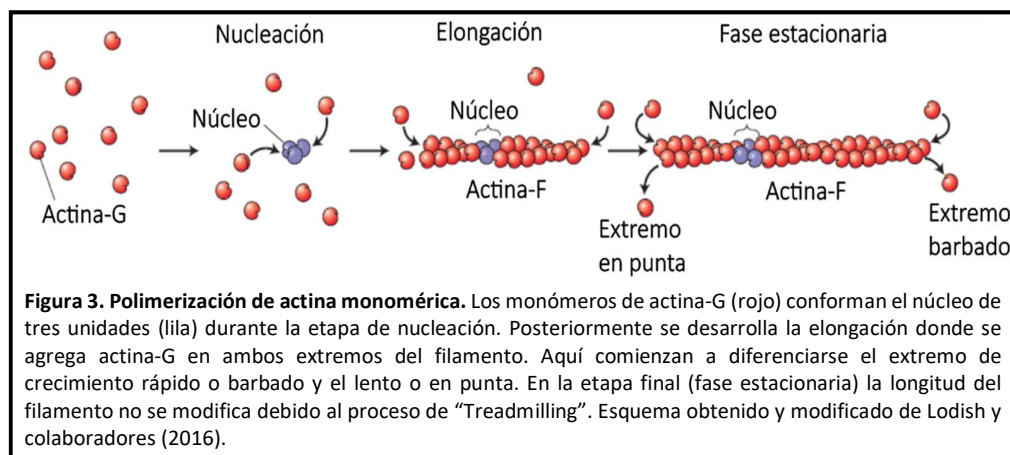 Nucleación
Elongación
Fase estacionaria
Núcleo
Núcleo
Núcleo
Actina-G
Actina-F
Actina-F
Extremo
en punta
Extremo
barbado
Figura 3. Polimerización de actina monomérica. Los monómeros de actina-G (rojo) conforman el núcleo de
tres unidades (lila) durante la etapa de nucleación. Posteriormente se desarrolla la elongación donde se
agrega actina-G en ambos extremos del filamento. Aquí comienzan a diferenciarse el extremo de
crecimiento rápido o barbado y el lento o en punta. En la etapa final (fase estacionaria) la longitud del
filamento no se modifica debido al proceso de “Treadmilling”. Esquema obtenido y modificado de Lodish y
colaboradores (2016).